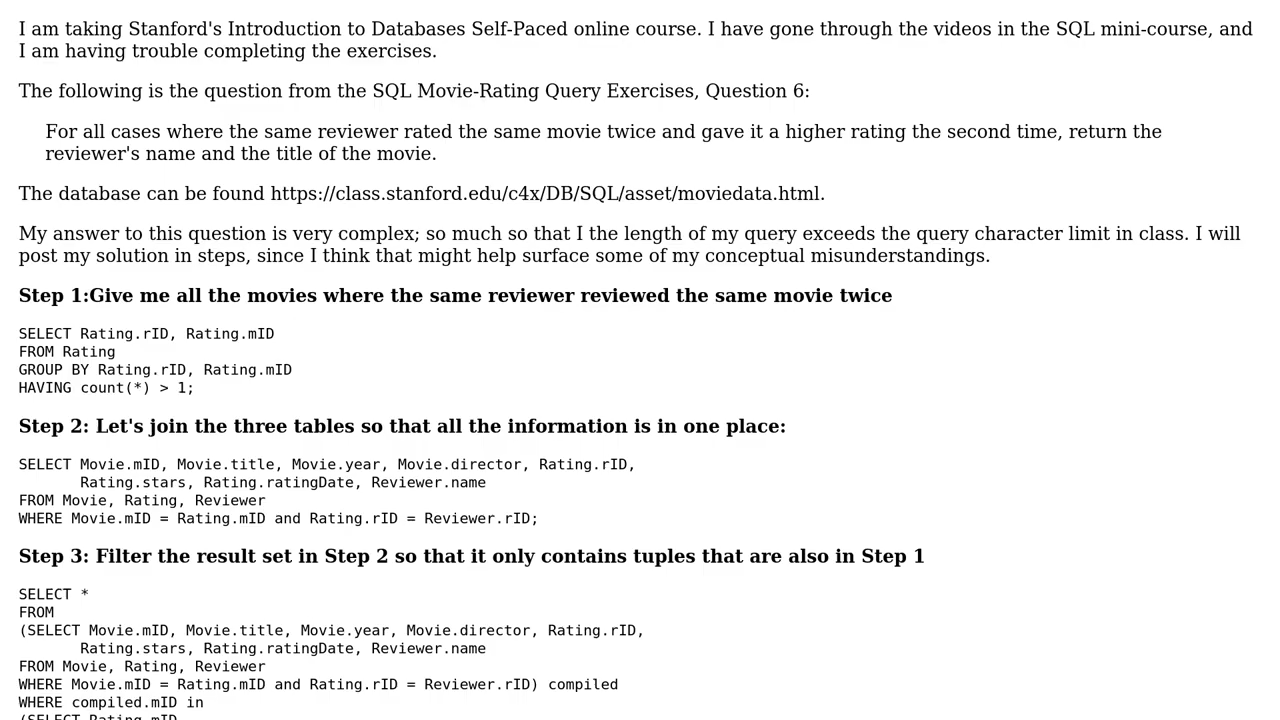 I am taking Stanford's Introduction to Databases Self-Paced online course. I have gone through the videos in the SQL mini-course, and
I am having trouble completing the exercises.
The following is the question from the SQL Movie-Rating Query Exercises, Question 6:
For all cases where the same reviewer rated the same movie twice and gave it a higher rating the second time, return the
reviewer's name and the title of the movie.
The database can be found https://class.stanford.edu/c4x/DB/SQL/asset/moviedata.html.
My answer to this question is very complex; so much so that I the length of my query exceeds the query character limit in class. I will
post my solution in steps, since I think that might help surface some of my conceptual misunderstandings.
Step 1:Give me all the movies where the same reviewer reviewed the same movie twice
SELECT Rating.rID, Rating.mID
FROM Rating
GROUP BY Rating.rID, Rating.mID
HAVING count(*) > 1;
Step 2: Let's join the three tables so that all the information is in one place:
SELECT Movie.mID, Movie.title, Movie.year, Movie.director, Rating.rID,
Rating.stars, Rating.ratingDate, Reviewer.name
FROM Movie, Rating, Reviewer
WHERE Movie.mID = Rating.mID and Rating.rID = Reviewer.rID;
Step 3: Filter the result set in Step 2 so that it only contains tuples that are also in Step 1
SELECT *
FROM
(SELECT Movie.mID, Movie.title, Movie.year, Movie.director, Rating.rID,
Rating.stars, Rating.ratingDate, Reviewer.name
FROM Movie, Rating, Reviewer
WHERE Movie.mID = Rating.mID and Rating.rID = Reviewer.rID) compiled
WHERE compiled.mID in
(SELECT Rating.mID